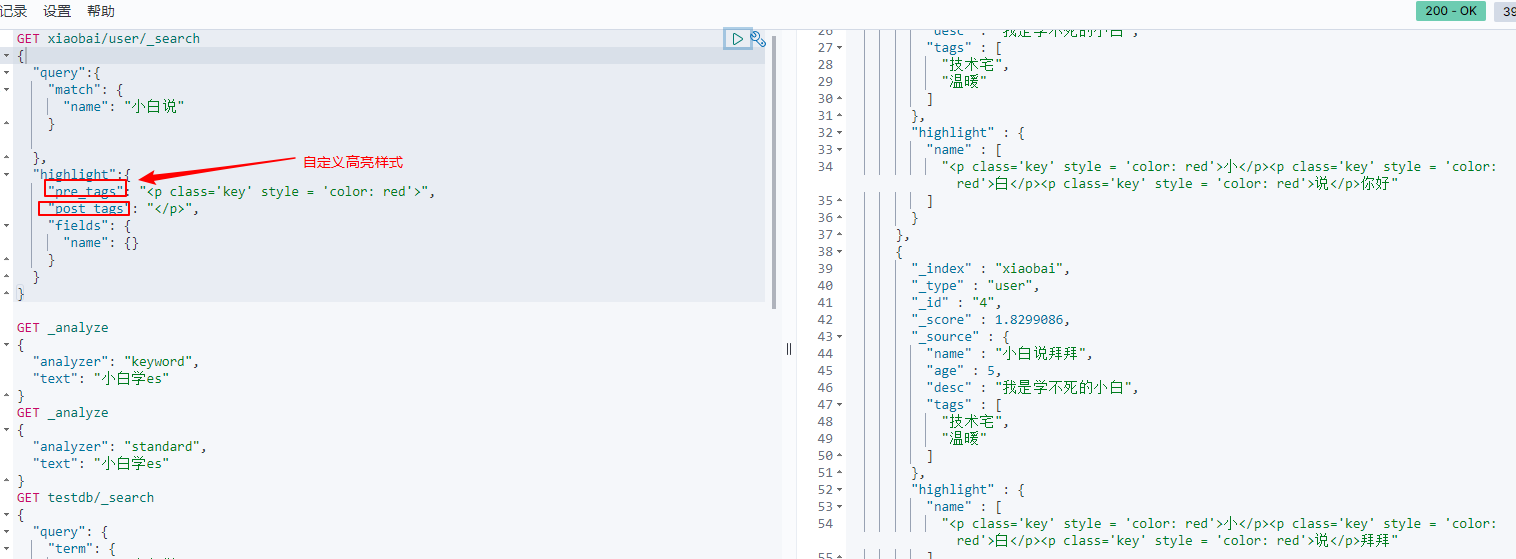 记录 设置 帮助
200 - OK
39
GET xiaobai/user/_search
{
"query":{
"match": {
"name": "小白说"
}
},
"highlight":{
自定义高亮样式
"pre_tags": "<p class='key' style = 'color: red'>",
"post_tags": "</p>",
"fields": {
"name": {}
}
}
}
GET _analyze
{
"analyzer": "keyword",
"text": "小白学es"
}
GET _analyze
{
"analyzer": "standard",
"text": "小白学es"
}
GET testdb/_search
{
"query": {
"term": {
26 "desc" : "我是学不死的小白",
27 "tags" : [
28 "技术宅",
29 "温暖"
30 ]
31 },
32 "highlight" : {
33 "name" : [
34 "<p class='key' style = 'color: red'>小</p><p class='key' style = 'color:
red'>白</p><p class='key' style = 'color: red'>说</p>你好"
35 ]
36 }
37 },
38 {
39 "_index" : "xiaobai",
40 "_type" : "user",
41 "_id" : "4",
42 "_score" : 1.8299086,
43 "_source" : {
44 "name" : "小白说拜拜",
45 "age" : 5,
46 "desc" : "我是学不死的小白",
47 "tags" : [
48 "技术宅",
49 "温暖"
50 ]
51 },
52 "highlight" : {
53 "name" : [
54 "<p class='key' style = 'color: red'>小</p><p class='key' style = 'color:
red'>白</p><p class='key' style = 'color: red'>说</p>拜拜"
55 ]